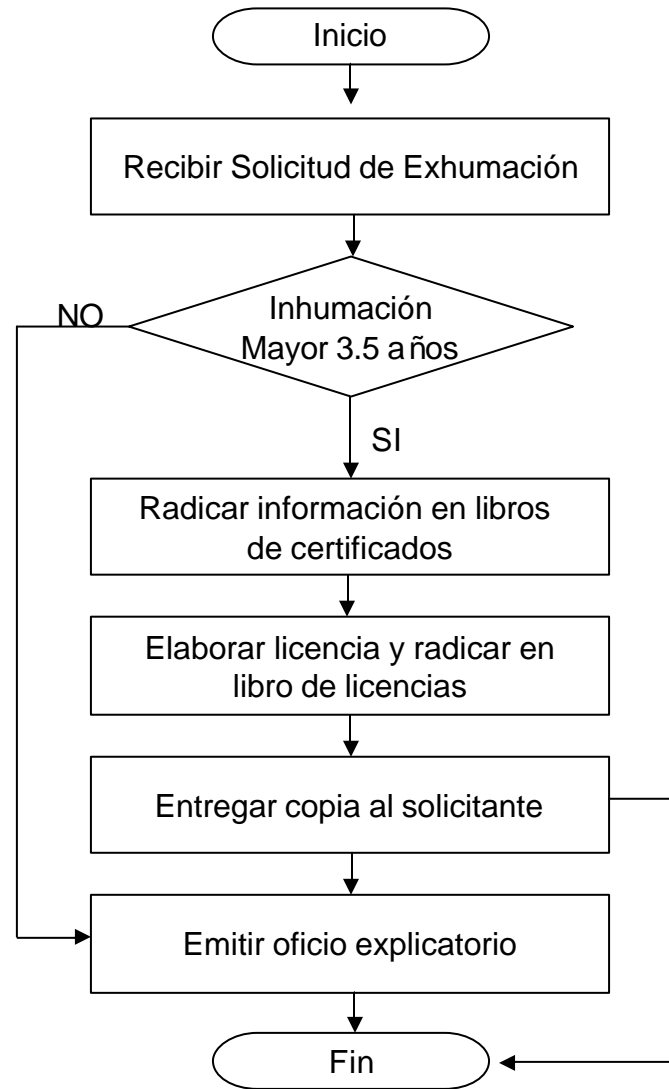 Inicio
Recibir Solicitud de Exhumación
Inhumación
Mayor 3.5 años
NO
SI
Radicar información en libros
de certificados
Elaborar licencia y radicar en
libro de licencias
Entregar copia al solicitante
Emitir oficio explicatorio
Fin